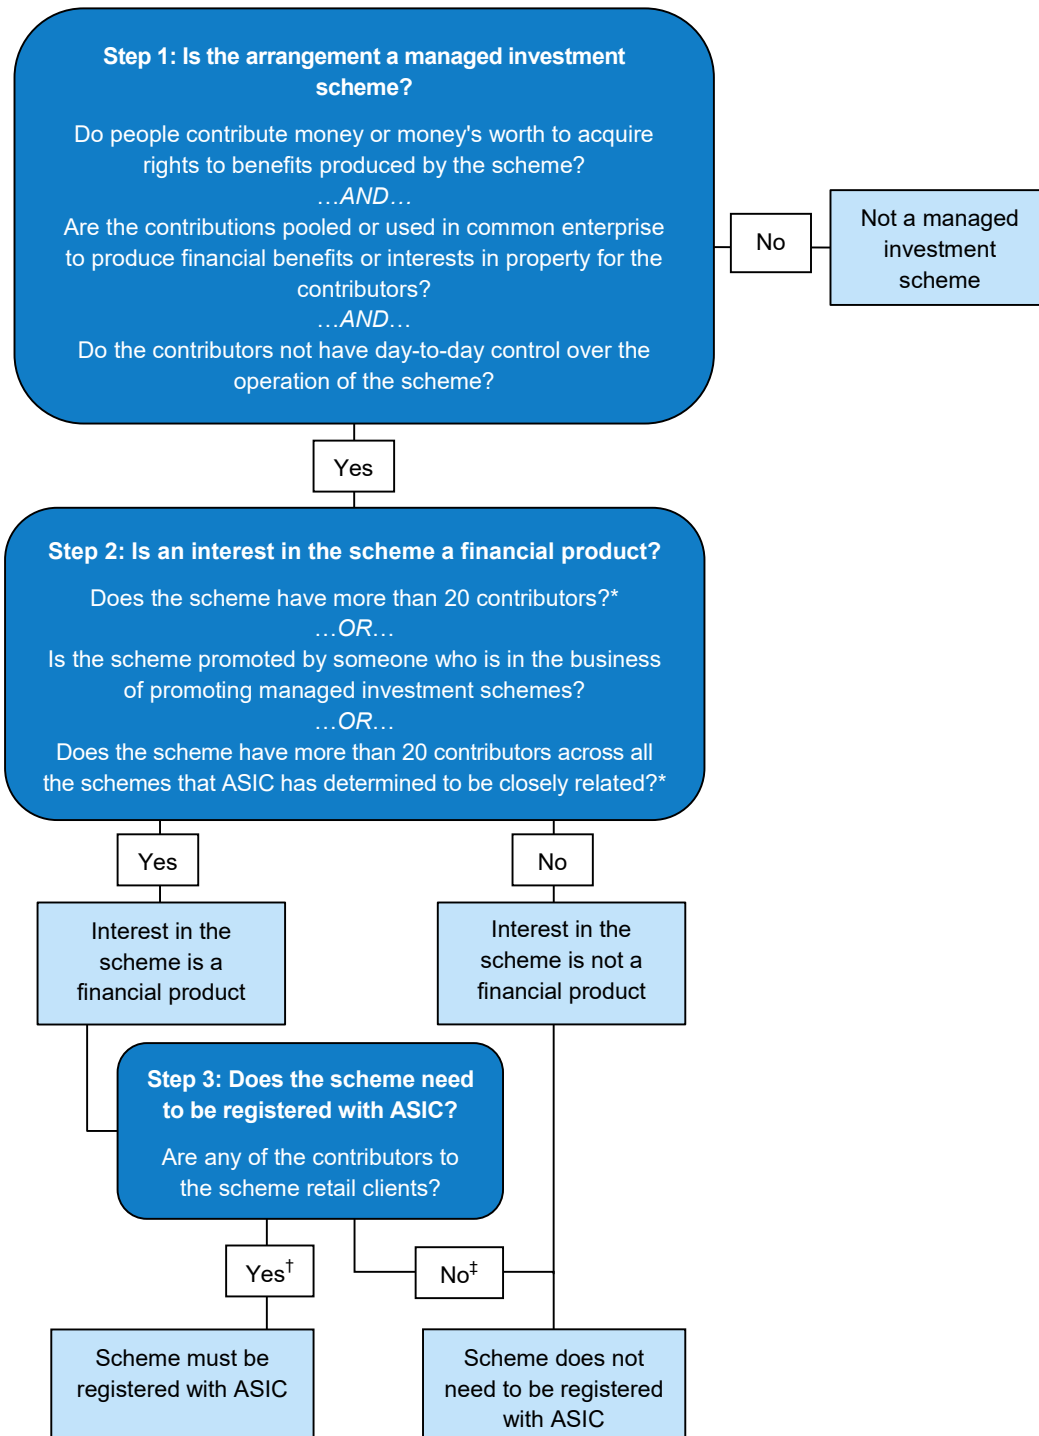 Step 1: Is the arrangement a managed investment
scheme?
Do people contribute money or money's worth to acquire
rights to benefits produced by the scheme?
…AND…
Are the contributions pooled or used in common enterprise
to produce financial benefits or interests in property for the
contributors?
…AND…
Do the contributors not have day-to-day control over the
operation of the scheme?
No
Not a managed
investment
scheme
Yes
Step 2: Is an interest in the scheme a financial product?
Does the scheme have more than 20 contributors?*
…OR…
Is the scheme promoted by someone who is in the business
of promoting managed investment schemes?
…OR…
Does the scheme have more than 20 contributors across all
the schemes that ASIC has determined to be closely related?*
Yes
No
Interest in the
scheme is a
financial product
Interest in the
scheme is not a
financial product
Step 3: Does the scheme need
to be registered with ASIC?
Are any of the contributors to
the scheme retail clients?
Yes†
No‡
Scheme must be
registered with ASIC
Scheme does not
need to be registered
with ASIC